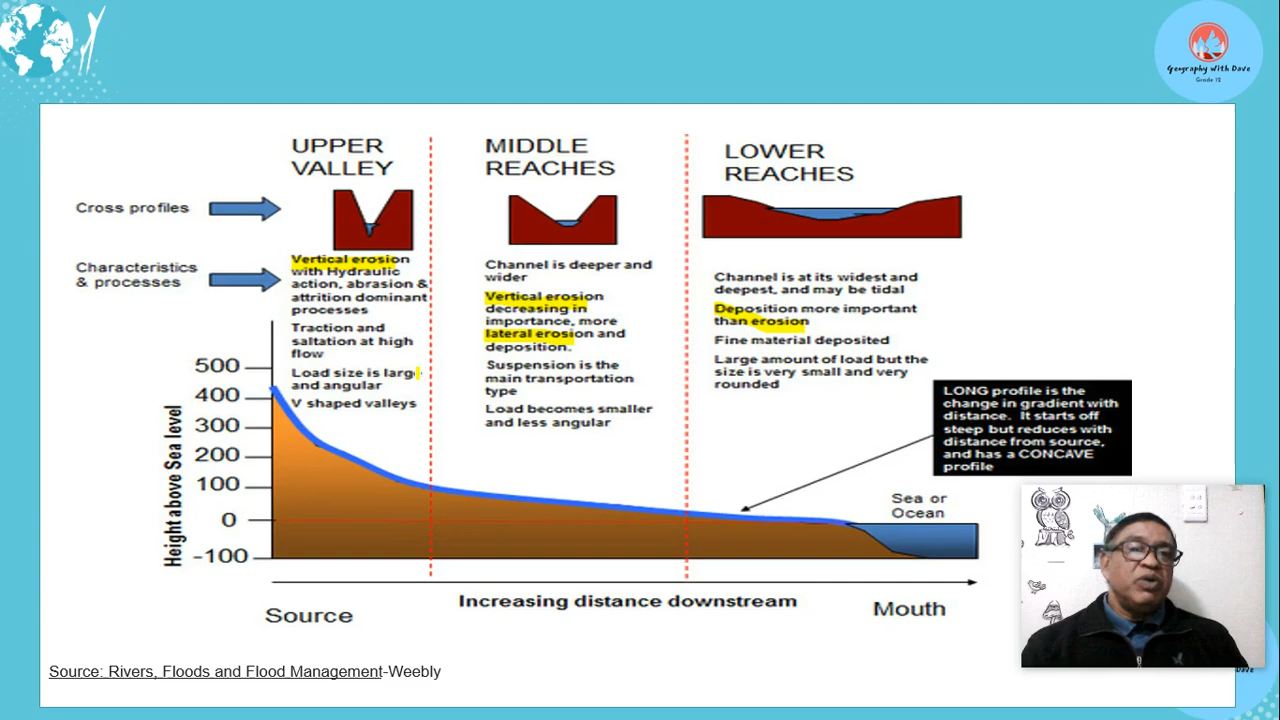 Geography With Dave
Grade 12
UPPER
VALLEY
MIDDLE
REACHES
LOWER
REACHES
Cross profiles
Characteristics
& processes
Vertical erosion
with Hydraulic
action, abrasion &
attrition dominant
processes
Traction and
saltation at high
flow
Load size is large
and angular
V shaped valleys
Channel is deeper and
wider
Vertical erosion
decreasing in
importance, more
lateral erosion and
deposition.
Suspension is the
main transportation
type
Load becomes smaller
and less angular
Channel is at its widest and
deepest, and may be tidal
Deposition more important
than erosion
Fine material deposited
Large amount of load but the
size is very small and very
rounded
LONG profile is the
change in gradient with
distance. It starts off
steep but reduces with
distance from source,
and has a CONCAVE
profile
Height above Sea level
500
400
300
200
100
0
-100
Sea or
Ocean
Source
Increasing distance downstream
Mouth
Source: Rivers, Floods and Flood Management-Weebly
Dave